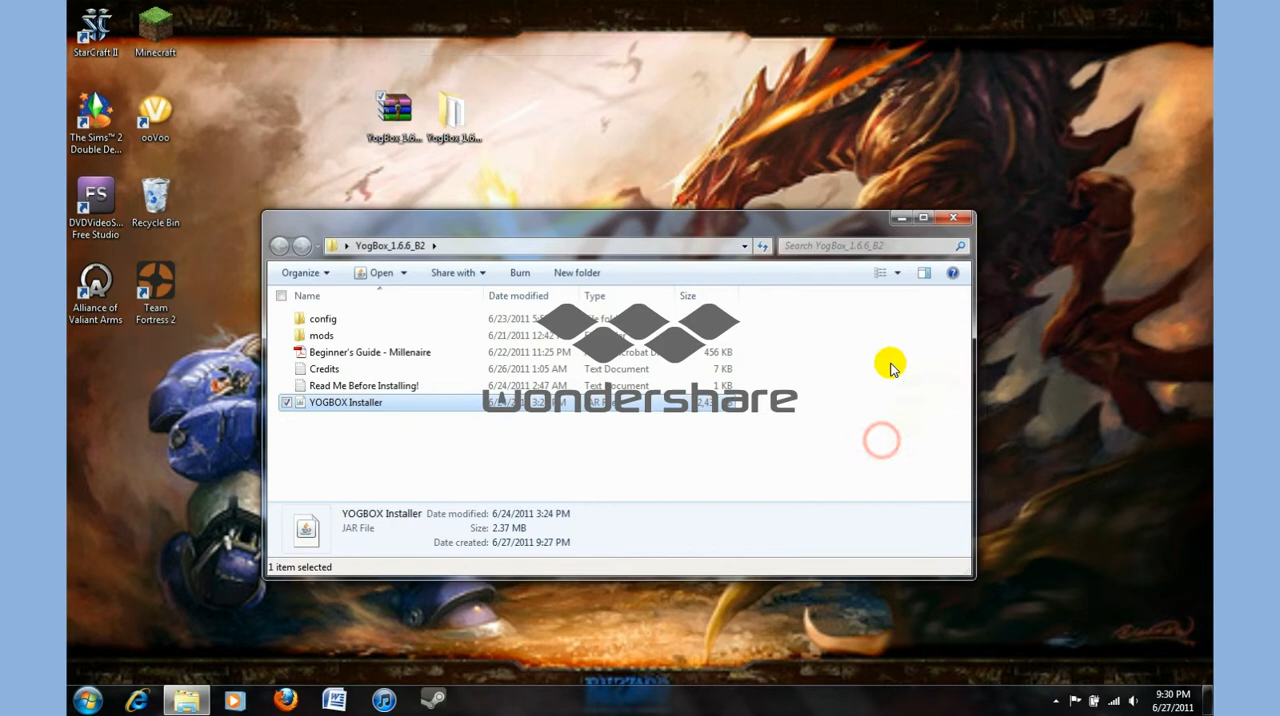 StarCraft II
Minecraft
The Sims™ 2
Double De...
ooVoo
DVDVideoS...
Free Studio
Recycle Bin
Alliance of
Valiant Arms
Team
Fortress 2
YogBox_1.6...
YogBox_1.6...
YogBox_1.6.6_B2
Search YogBox_1.6.6_B2
Organize
Open
Share with
Burn
New folder
Name
Date modified
Type
Size
config
6/23/2011
mods
6/21/2011 12:42
Beginner's Guide - Millenaire
6/22/2011 11:25 PM
456 KB
Credits
6/26/2011 1:05 AM
Text Document
7 KB
Read Me Before Installing!
6/24/2011 2:47 AM
Text Document
1 KB
YOGBOX Installer
wondershare
YOGBOX Installer
Date modified: 6/24/2011 3:24 PM
JAR File
Size: 2.37 MB
Date created: 6/27/2011 9:27 PM
1 item selected
9:30 PM
6/27/2011